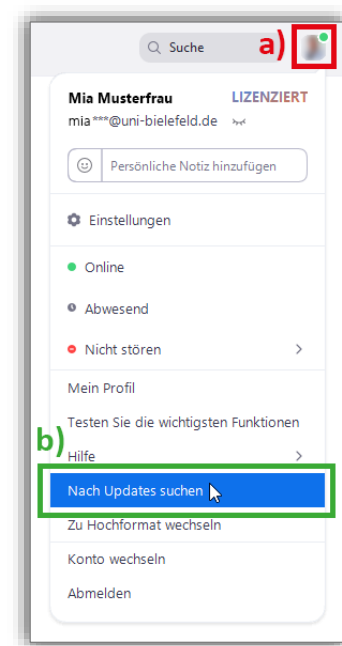 Suche
a)
Mia Musterfrau LIZENZIERT
mia***@uni-bielefeld.de
Persönliche Notiz hinzufügen
Einstellungen
Online
Abwesend
Nicht stören
Mein Profil
Testen Sie die wichtigsten Funktionen
b)
Hilfe
Nach Updates suchen
Zu Hochformat wechseln
Konto wechseln
Abmelden